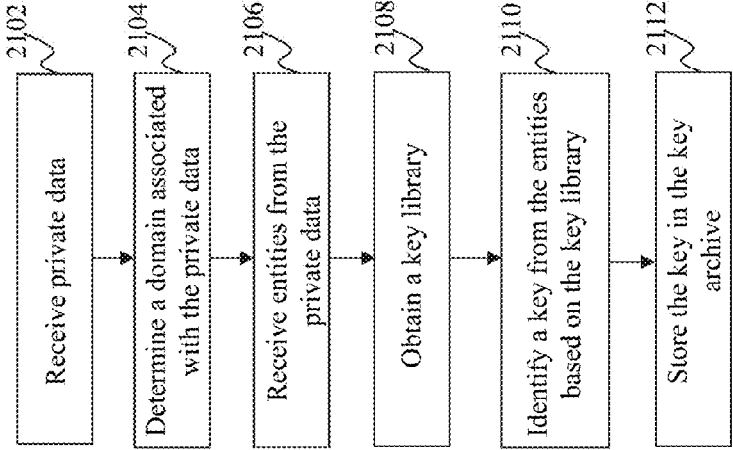 2102
Receive private data
2104
Determine a domain associated
with the private data
2106
Receive entities from the
private data
2108
Obtain a key library
2110
Identify a key from the entities
based on the key library
2112
Store the key in the key
archive